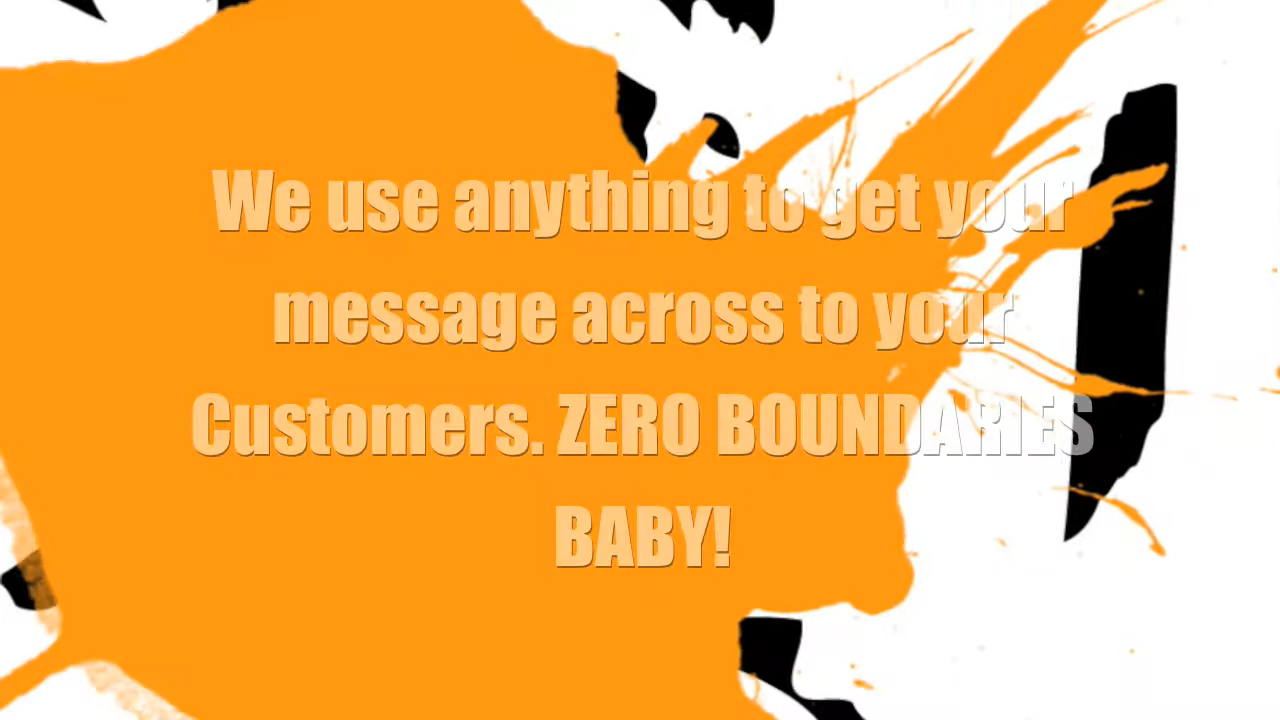 We use anything to get your
message across to your
Customers. ZERO BOUNDARIES
BABY!